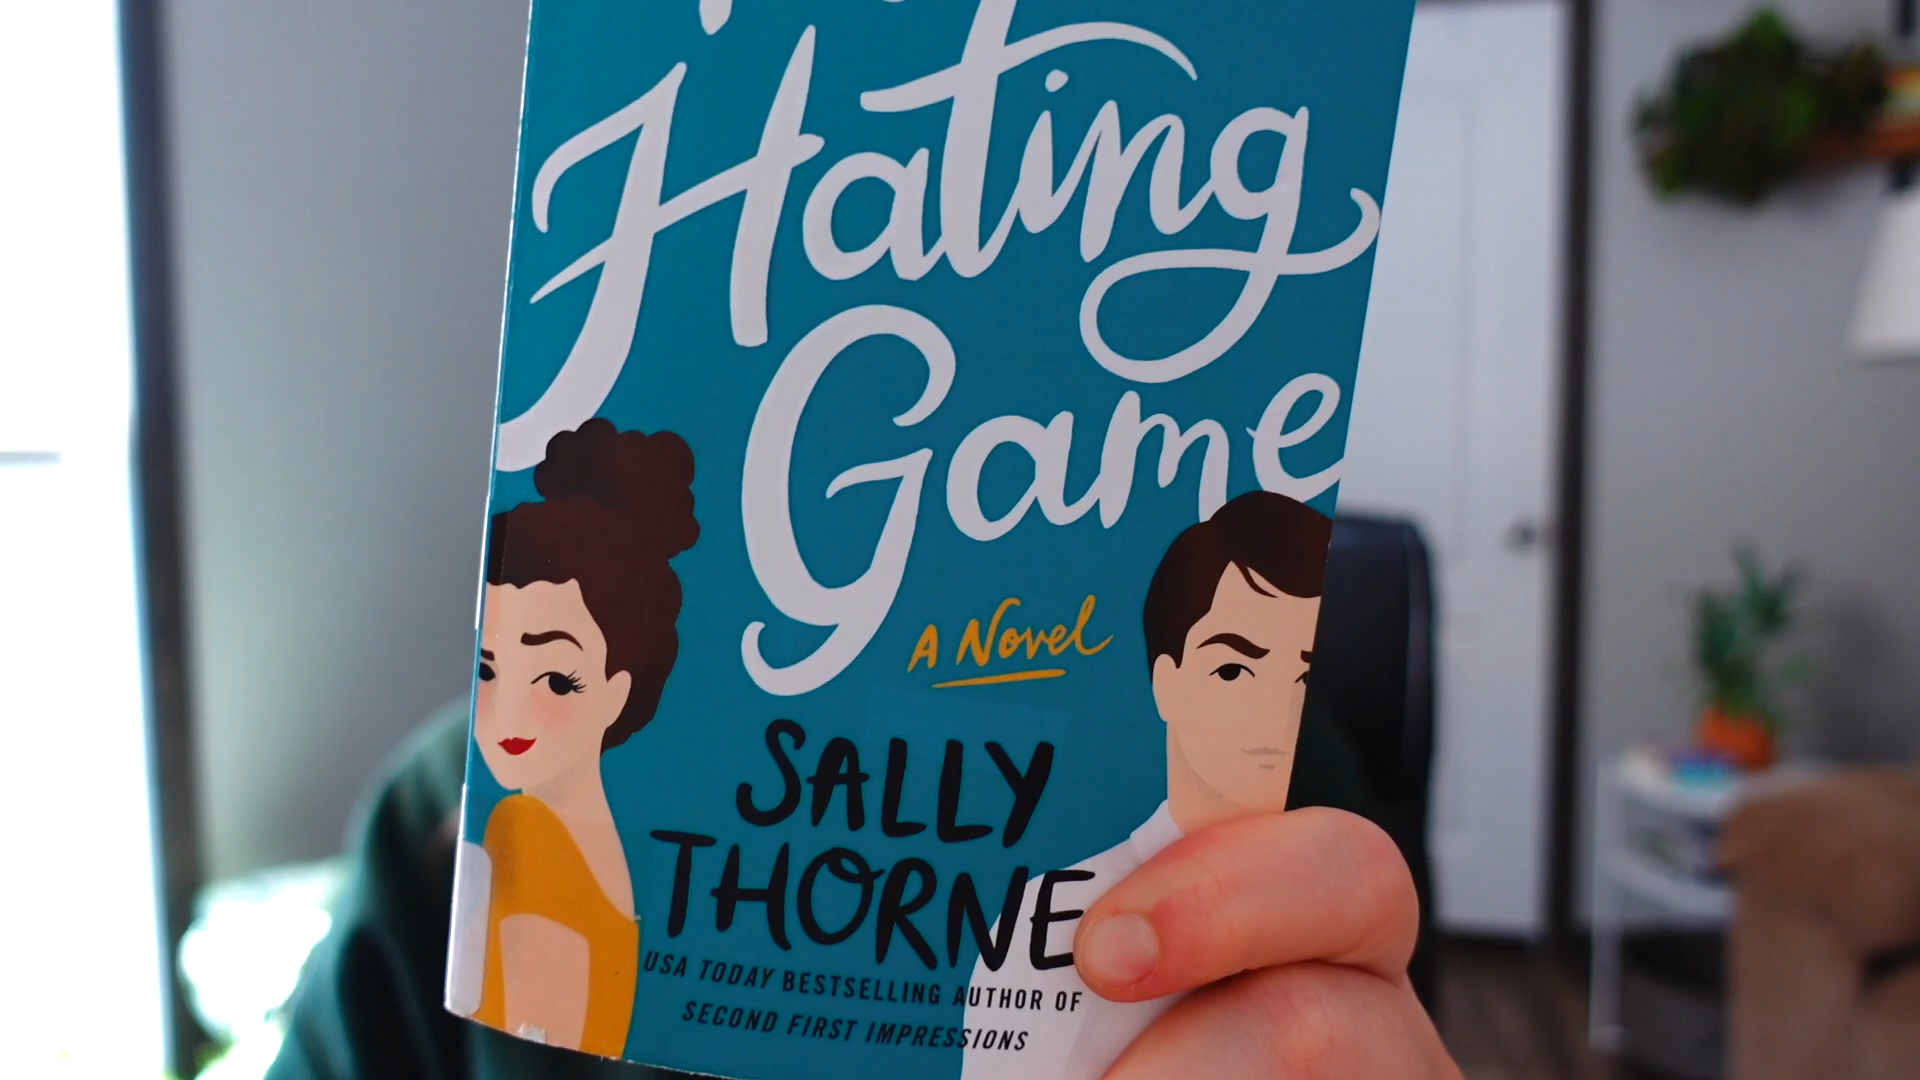 Hating
Game
A Novel
SALLY
THORNE
USA TODAY BESTSELLING AUTHOR OF
SECOND FIRST IMPRESSIONS